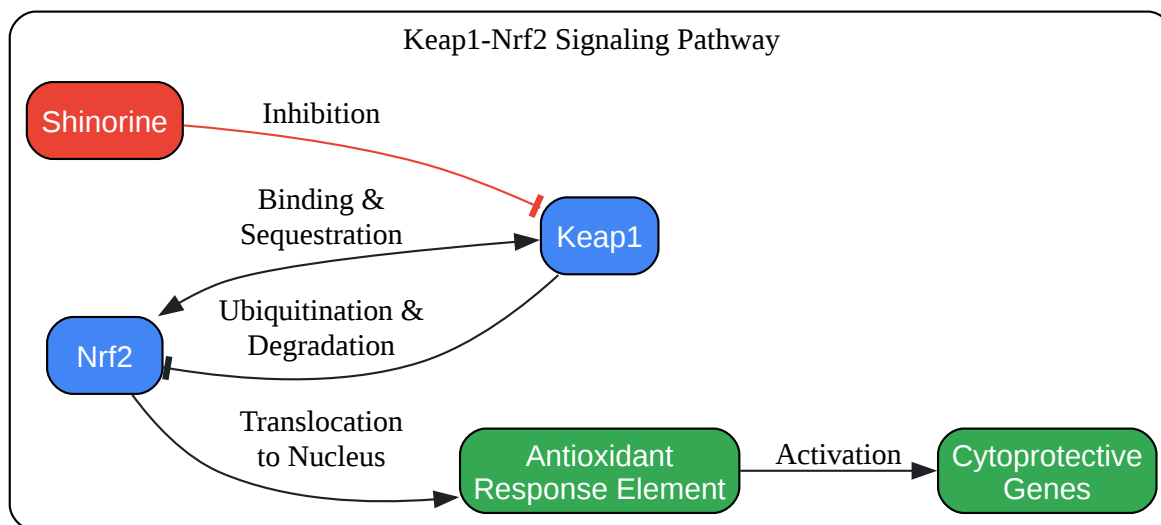 Keap1-Nrf2 Signaling Pathway
Shinorine
Inhibition
Binding &
Sequestration
Keap1
Ubiquitination &
Degradation
Nrf2
Translocation
to Nucleus
Antioxidant
Response Element
Activation
Cytoprotective
Genes